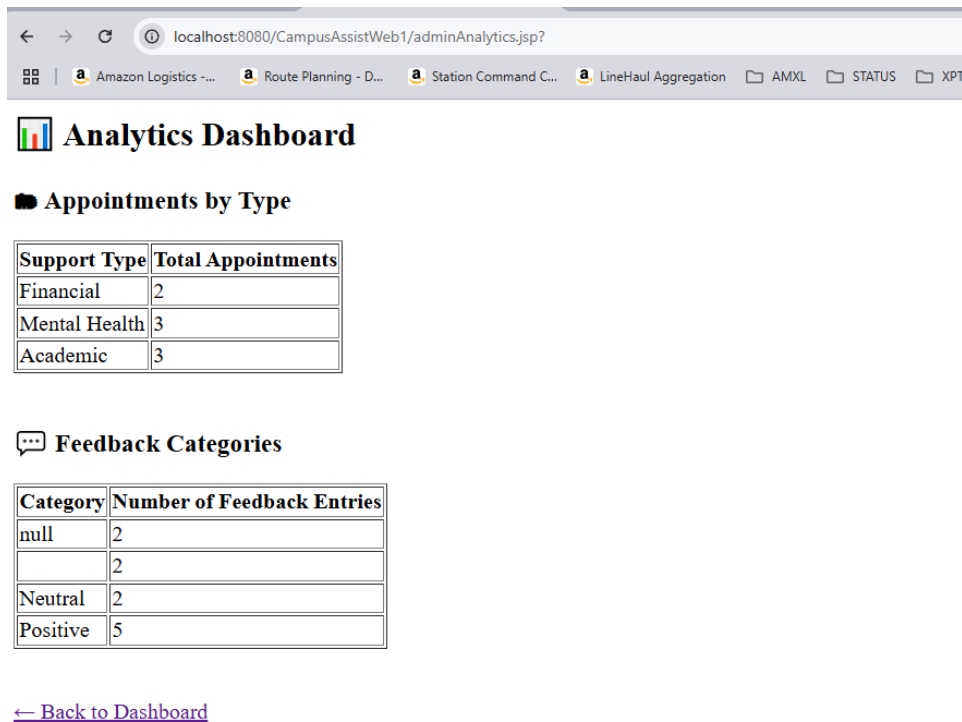 localhost:8080/CampusAssistWeb1/adminAnalytics.jsp?
Amazon Logistics -... Route Planning - D... Station Command C... LineHaul Aggregation AMXL STATUS XPT
Analytics Dashboard
Appointments by Type
Support Type Total Appointments
Financial 2
Mental Health 3
Academic 3
Feedback Categories
Category Number of Feedback Entries
null 2
2
Neutral 2
Positive 5
← Back to Dashboard